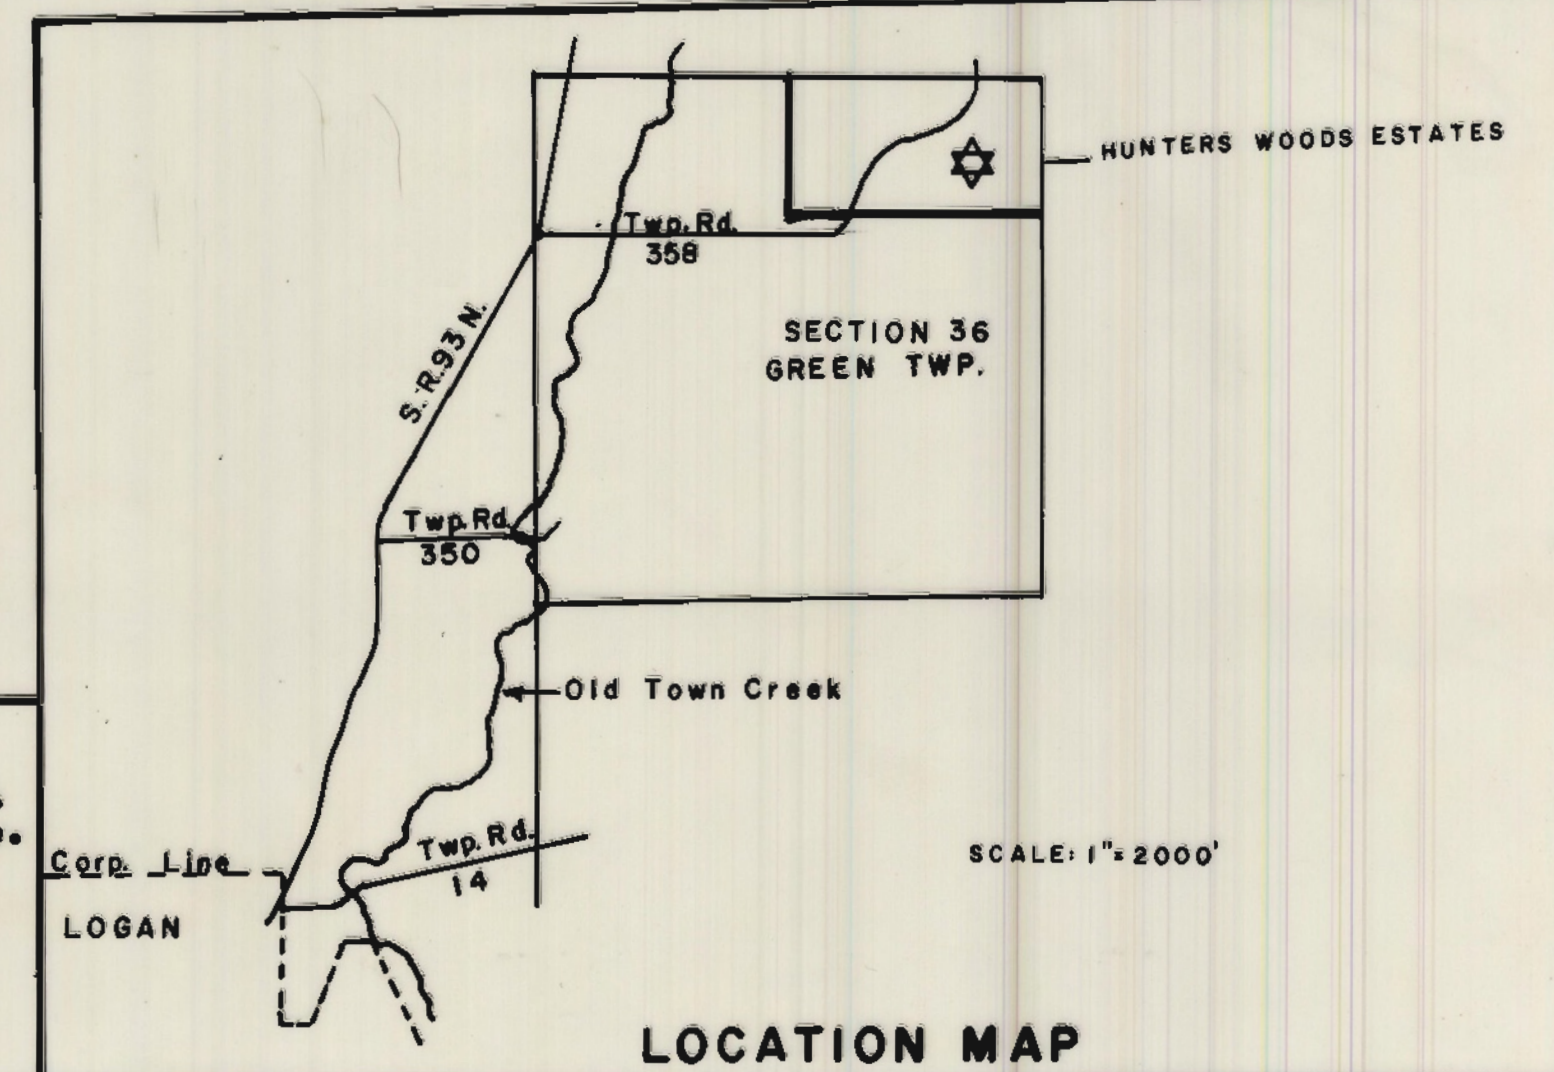 HUNTERS WOODS ESTATES
Twp. Rd.
358
S. R. 93 N.
SECTION 36
GREEN TWP.
Twp. Rd.
350
Old Town Creek
Twp. Rd.
14
SCALE: 1"= 2000'
Corp. Line
LOGAN
LOCATION MAP